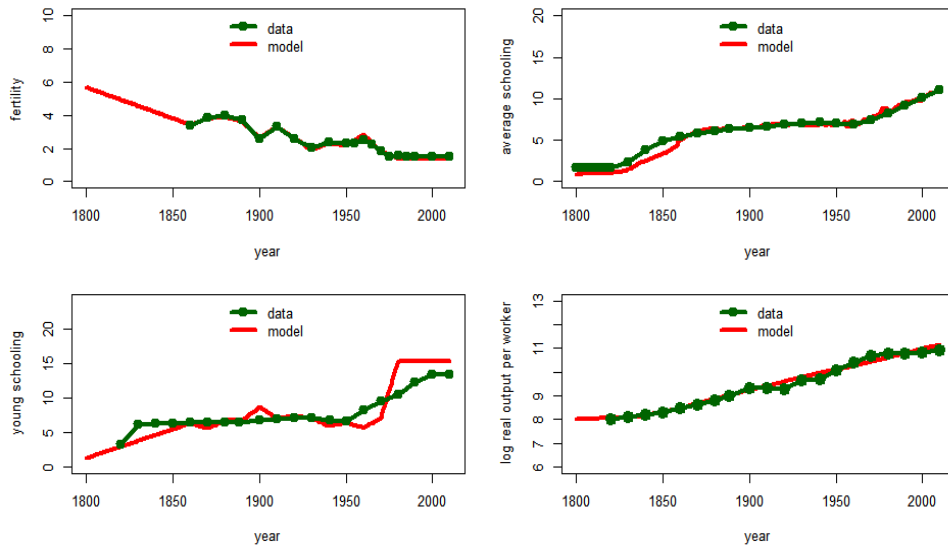 fertility
10
8
6
4
2
0
data
model
1800 1850 1900 1950 2000
year
average schooling
20
15
10
5
0
data
model
1800 1850 1900 1950 2000
year
young schooling
20
15
10
5
0
data
model
1800 1850 1900 1950 2000
year
log real output per worker
13
11
9
8
7
6
data
model
1800 1850 1900 1950 2000
year